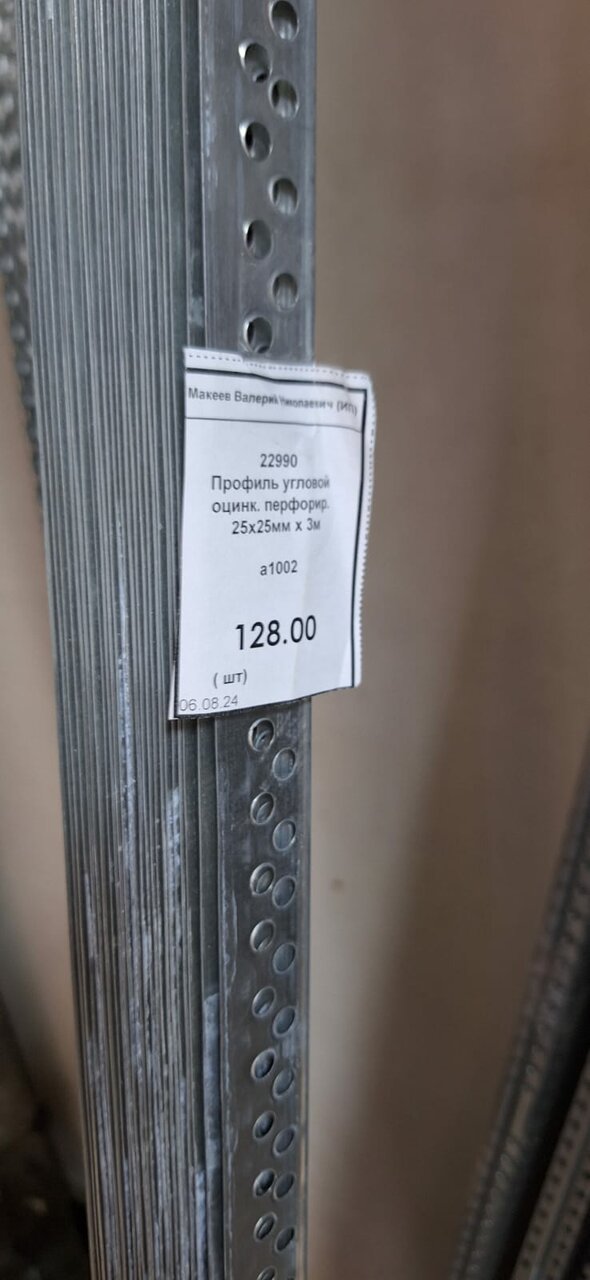 Макеев Валерий Николаевич (ИП)
22990
Профиль угловой
оцинк. перфорир.
25х25мм х 3м
а1002
128.00
( шт)
06.08.24